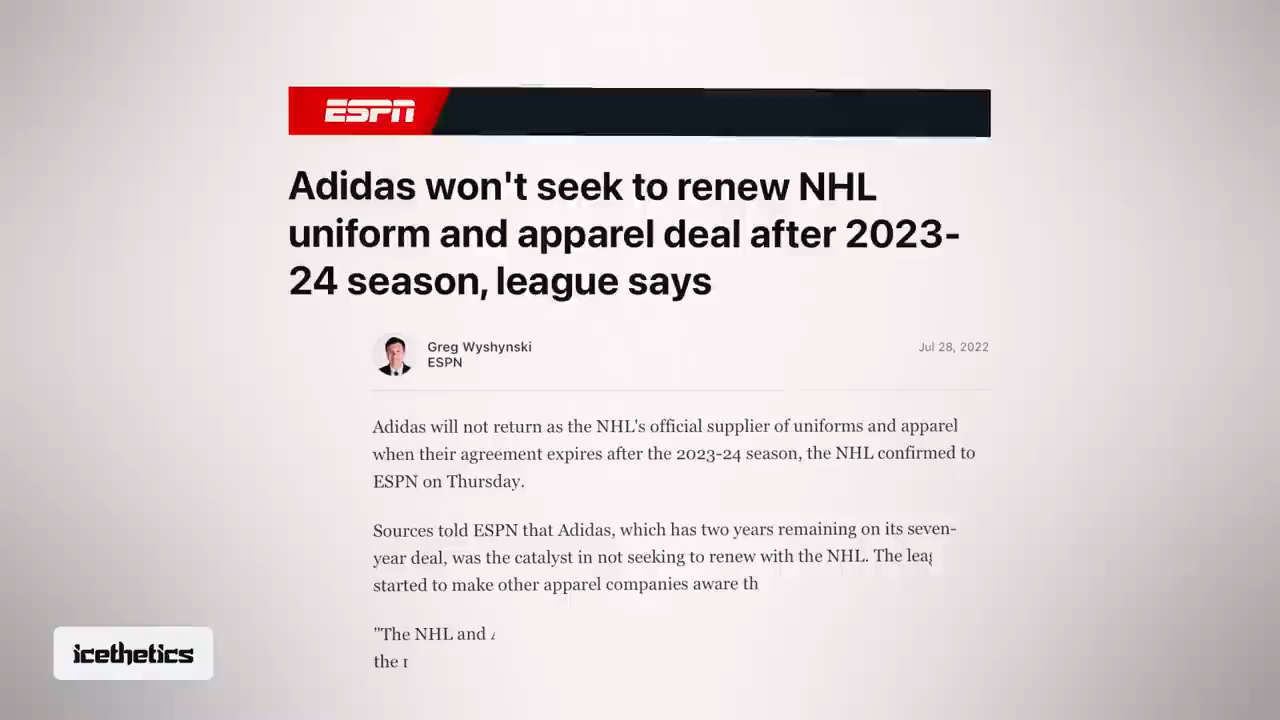 ESPN
Adidas won't seek to renew NHL
uniform and apparel deal after 2023-
24 season, league says
Greg Wyshynski
Jul 28, 2022
ESPN
Adidas will not return as the NHL's official supplier of uniforms and apparel
when their agreement expires after the 2023-24 season, the NHL confirmed to
ESPN on Thursday.
Sources told ESPN that Adidas, which has two years remaining on its seven-
year deal, was the catalyst in not seeking to renew with the NHL. The
started to make other apparel companies aware
"The NHL and
the
icethetics